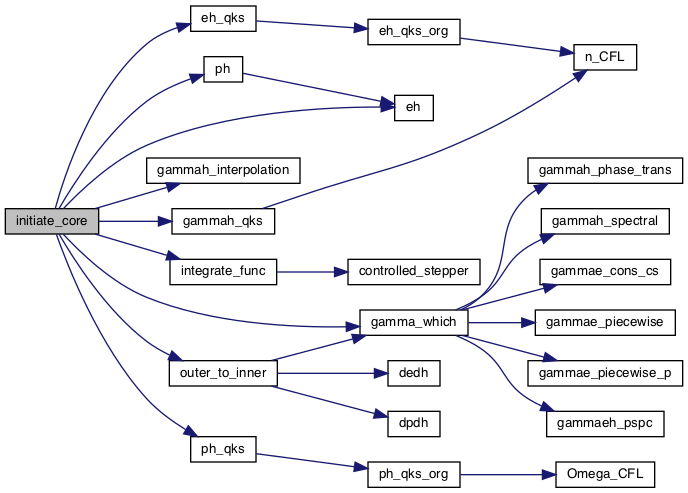 eh_qks
eh_qks_org
n_CFL
ph
eh
gammah_interpolation
gammah_phase_trans
initiate_core
gammah_qks
gammah_spectral
integrate_func
controlled_stepper
gammae_cons_cs
gamma_which
gammae_piecewise
outer_to_inner
dedh
gammae_piecewise_p
dpdh
gammaeh_pspc
ph_qks
ph_qks_org
Omega_CFL